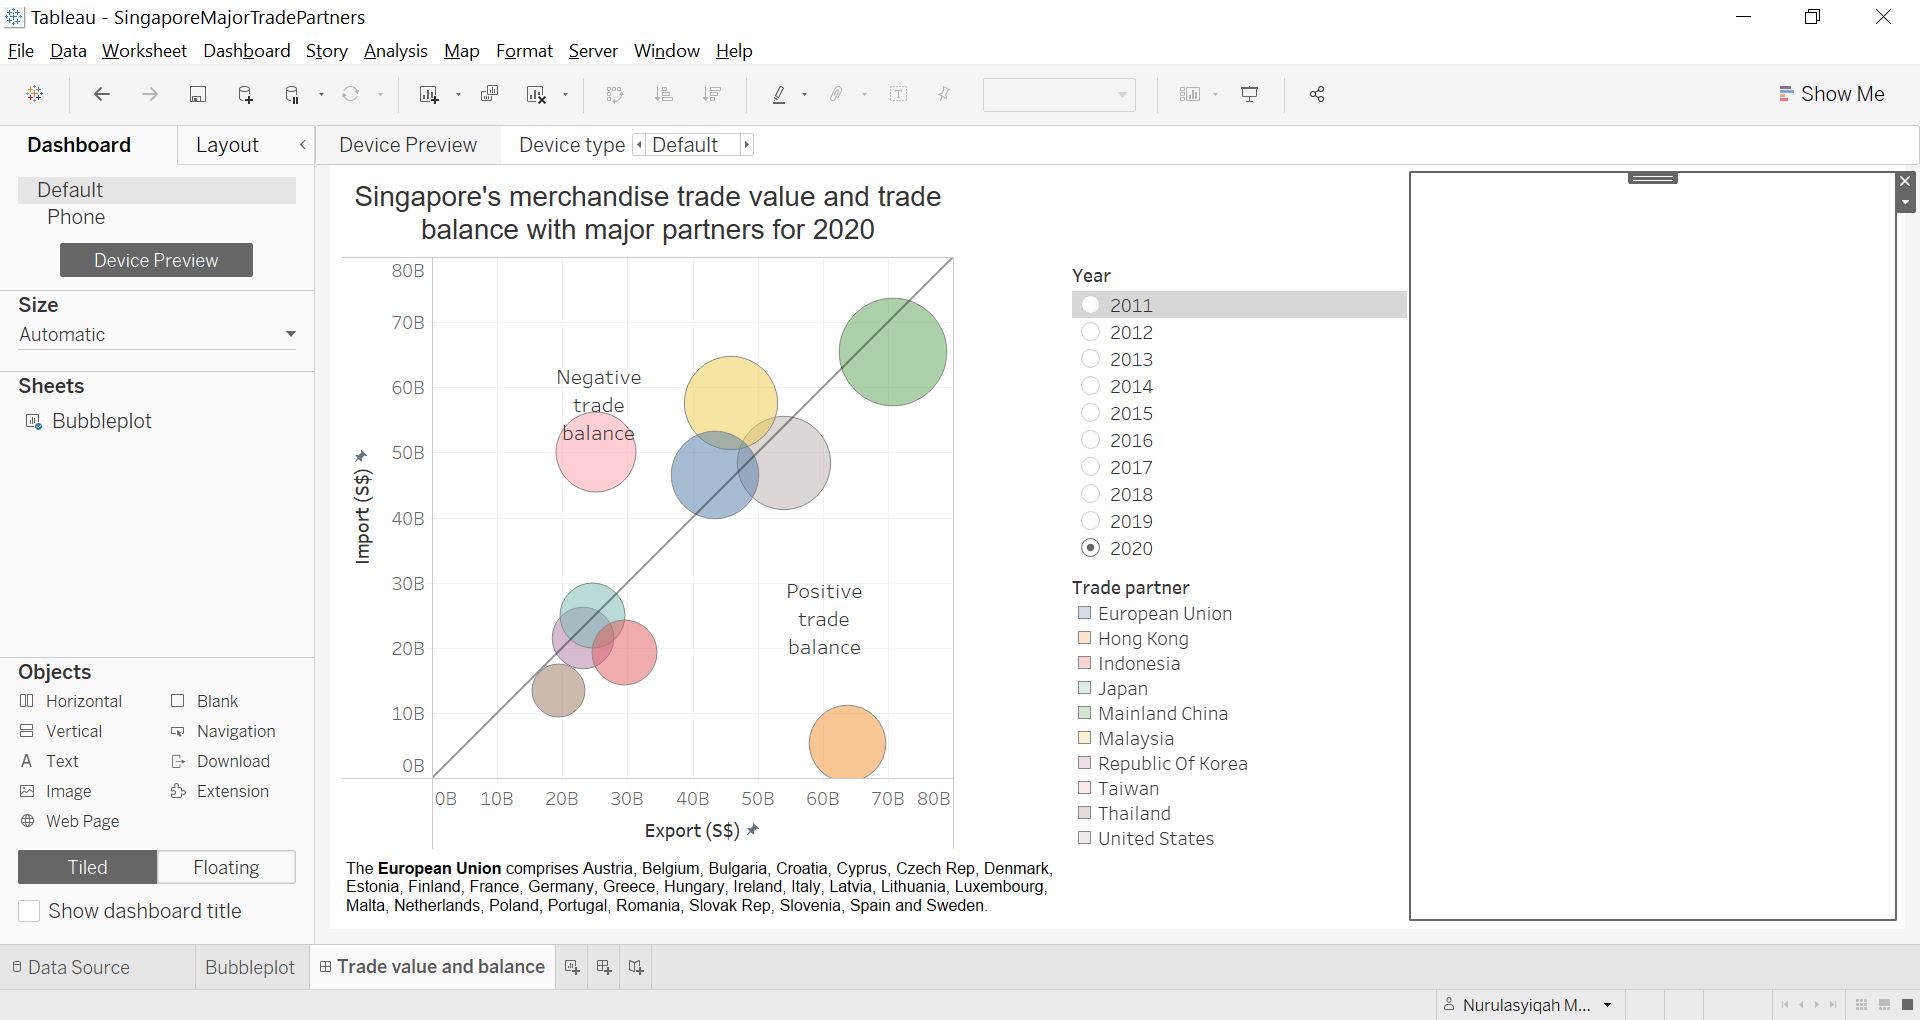 Tableau - SingaporeMajorTradePartners
File Data Worksheet Dashboard Story Analysis Map Format Server Window Help
Show Me
Dashboard
Layout
Device Preview
Device type
Default
Default
Phone
Device Preview
Size
Automatic
Sheets
Bubbleplot
Objects
Horizontal
Blank
Vertical
Navigation
Text
Download
Image
Extension
Web Page
Tiled
Floating
Show dashboard title
Singapore's merchandise trade value and trade
balance with major partners for 2020
80B
70B
60B
50B
40B
30B
20B
10B
0B
Import (S$)
Negative
trade
balance
Positive
trade
balance
0B 10B 20B 30B 40B 50B 60B 70B 80B
Export (S$)
The European Union comprises Austria, Belgium, Bulgaria, Croatia, Cyprus, Czech Rep, Denmark,
Estonia, Finland, France, Germany, Greece, Hungary, Ireland, Italy, Latvia, Lithuania, Luxembourg,
Malta, Netherlands, Poland, Portugal, Romania, Slovak Rep, Slovenia, Spain and Sweden.
Year
2011
2012
2013
2014
2015
2016
2017
2018
2019
2020
Trade partner
European Union
Hong Kong
Indonesia
Japan
Mainland China
Malaysia
Republic Of Korea
Taiwan
Thailand
United States
Data Source
Bubbleplot
Trade value and balance
Nurulasyiqah M...